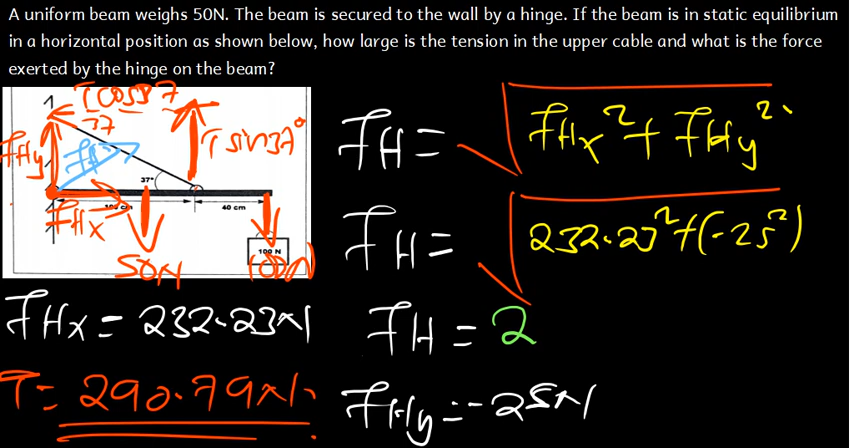 A uniform beam weighs 50N. The beam is secured to the wall by a hinge. If the beam is in static equilibrium
in a horizontal position as shown below, how large is the tension in the upper cable and what is the force
exerted by the hinge on the beam?
Tcos37
37
FHy
FH
Tsin37°
37°
FHx
40 cm
50N
100 N
100N
FH = √FHx² + FHy²
FH = √232.23² + (-25²)
FHx = 232.23N
FH = 2
T = 290.79N
FHy = -25N